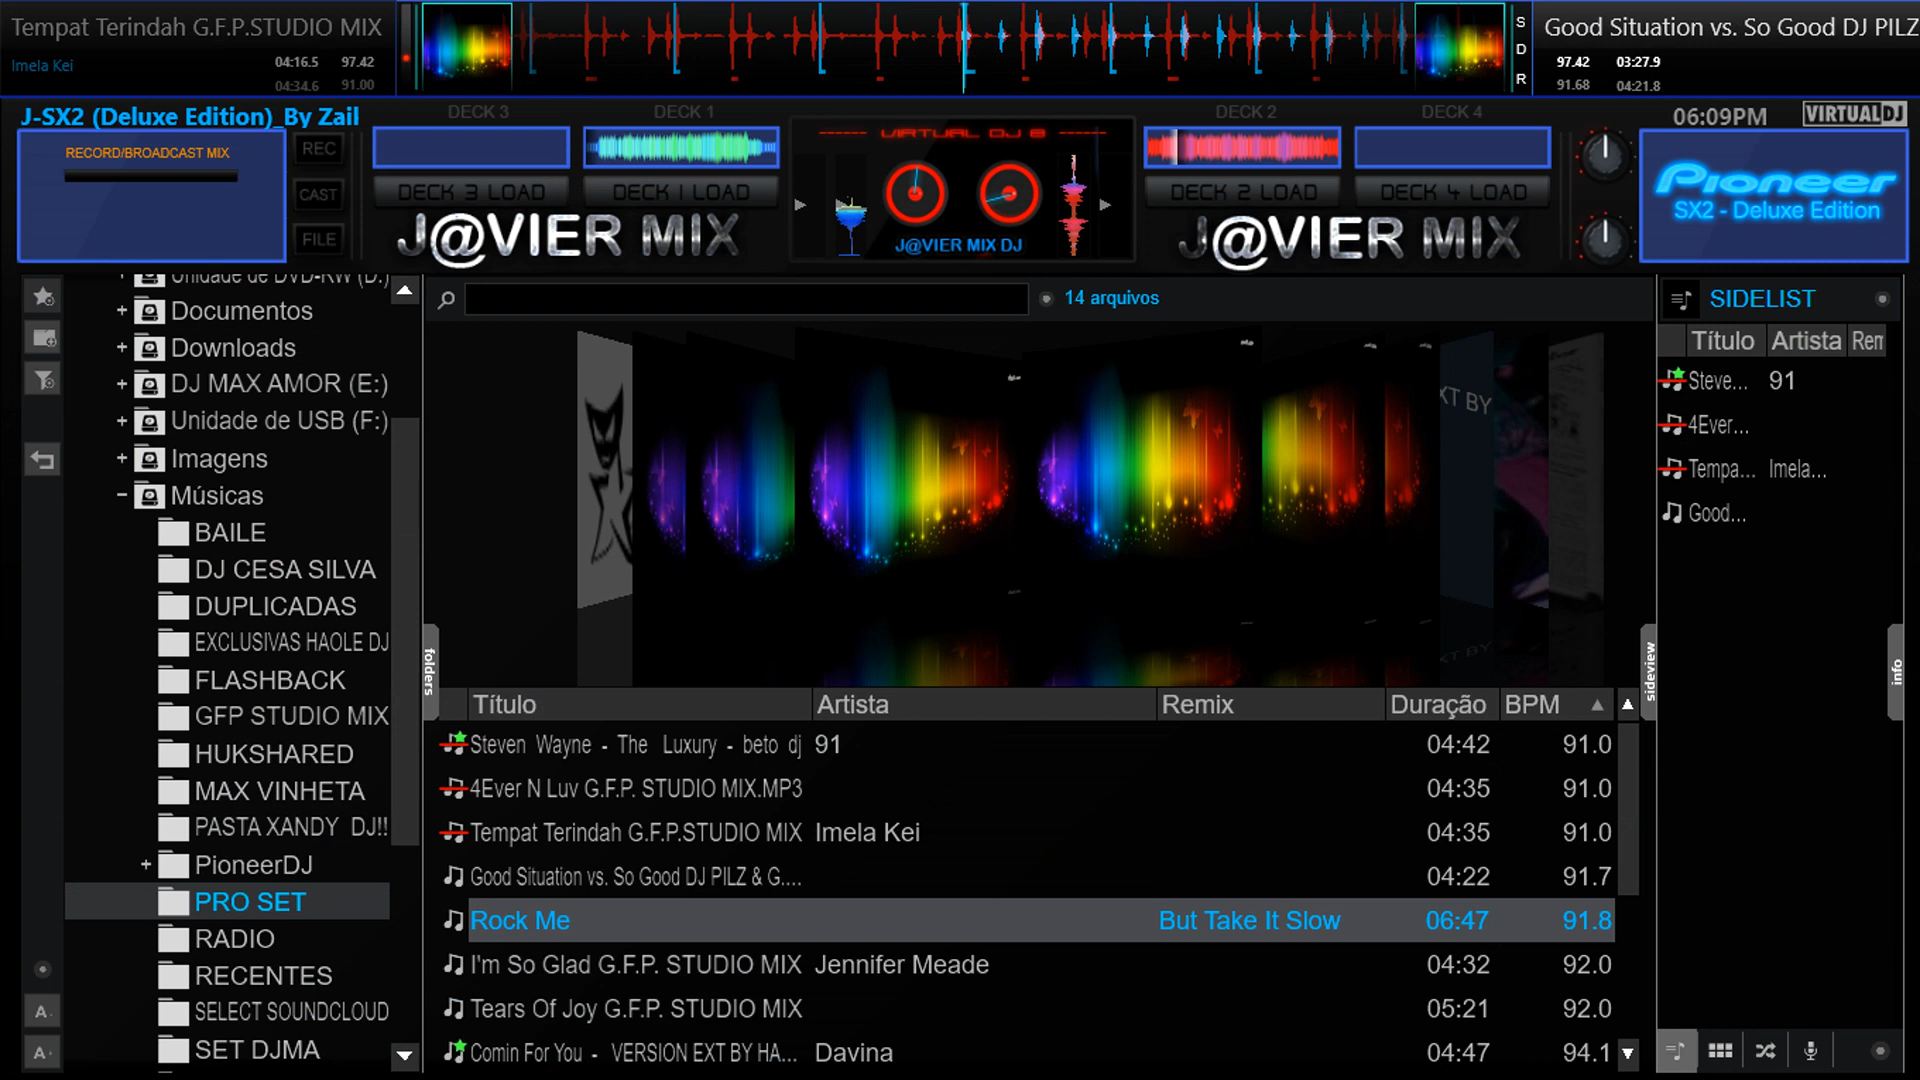 Tempat Terindah G.F.P.STUDIO MIX
Imela Kei
04:16.5 97.42
04:34.6 91.00
S
D
R
Good Situation vs. So Good DJ PILZ
97.42 03:27.9
91.68 04:21.8
J-SX2 (Deluxe Edition)_By Zail
DECK 3
DECK 1
DECK 2
DECK 4
06:09PM
VIRTUALDJ
RECORD/BROADCAST MIX
REC
CAST
FILE
VIRTUAL DJ 8
DECK 3 LOAD
DECK 1 LOAD
DECK 2 LOAD
DECK 4 LOAD
J@VIER MIX
J@VIER MIX DJ
J@VIER MIX
Pioneer
SX2 - Deluxe Edition
Unidade de DVD-RW (D:)
Documentos
Downloads
DJ MAX AMOR (E:)
Unidade de USB (F:)
Imagens
Músicas
BAILE
DJ CESA SILVA
DUPLICADAS
EXCLUSIVAS HAOLE DJ
FLASHBACK
GFP STUDIO MIX
HUKSHARED
MAX VINHETA
PASTA XANDY DJ!!
PioneerDJ
PRO SET
RADIO
RECENTES
SELECT SOUNDCLOUD
SET DJMA
A-
A+
folders
14 arquivos
XT BY
Título Artista Remix Duração BPM
Steven Wayne - The Luxury - beto dj 91 04:42 91.0
4Ever N Luv G.F.P. STUDIO MIX.MP3 04:35 91.0
Tempat Terindah G.F.P.STUDIO MIX Imela Kei 04:35 91.0
Good Situation vs. So Good DJ PILZ & G.... 04:22 91.7
Rock Me But Take It Slow 06:47 91.8
I'm So Glad G.F.P. STUDIO MIX Jennifer Meade 04:32 92.0
Tears Of Joy G.F.P. STUDIO MIX 05:21 92.0
Comin For You - VERSION EXT BY HA... Davina 04:47 94.1
sideview
SIDELIST
Título Artista Rem
Steve... 91
4Ever...
Tempa... Imela...
Good...
info